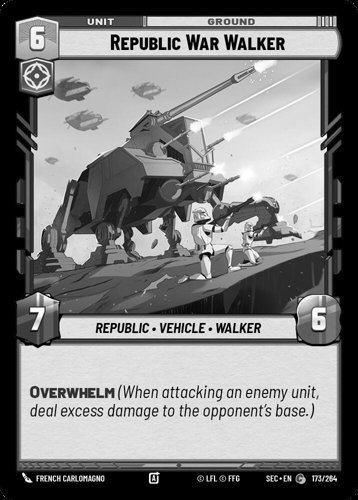 UNIT
GROUND
6
REPUBLIC WAR WALKER
7
6
REPUBLIC • VEHICLE • WALKER
OVERWHELM (When attacking an enemy unit,
deal excess damage to the opponent's base.)
FRENCH CARLOMAGNO
© LFL © FFG
SEC • EN
C
173/264